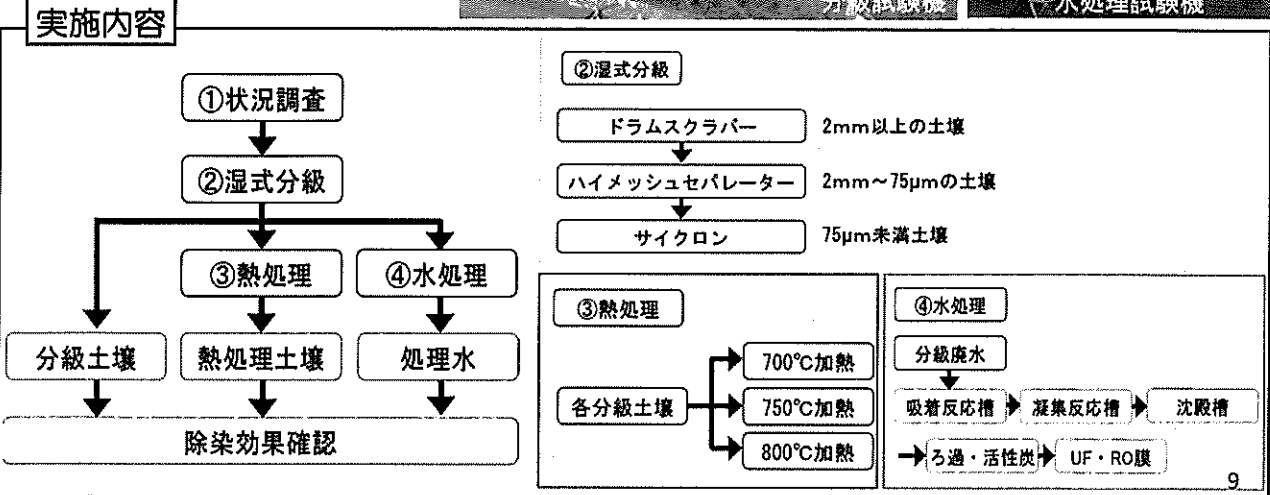 分級試験機
水処理試験機
実施内容
①状況調査
②湿式分級
③熱処理
④水処理
分級土壌
熱処理土壌
処理水
除染効果確認
②湿式分級
ドラムスクラバー 2mm以上の土壌
ハイメッシュセパレーター 2mm～75μmの土壌
サイクロン 75μm未満土壌
③熱処理
各分級土壌
700℃加熱
750℃加熱
800℃加熱
④水処理
分級廃水
吸着反応槽 凝集反応槽 沈殿槽
ろ過・活性炭 UF・RO膜
9